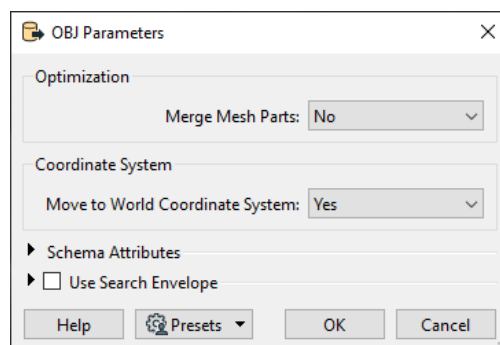 OBJ Parameters
Optimization
Merge Mesh Parts: No
Coordinate System
Move to World Coordinate System: Yes
Schema Attributes
Use Search Envelope
Help Presets OK Cancel